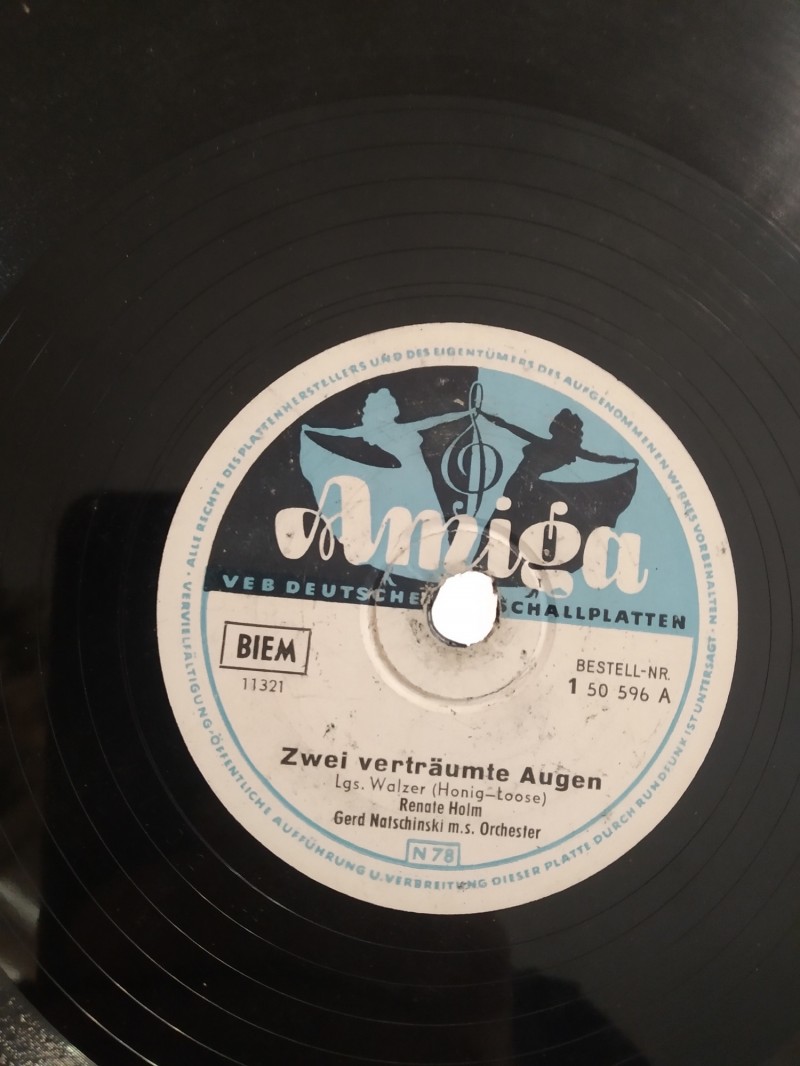 ALLE RECHTE DES PLATTENHERSTELLERS UND DES EIGENTÜMERS DES AUFGENOMMENEN WERKES VORBEHALTEN
Amiga
VEB DEUTSCHE SCHALLPLATTEN
BIEM
11321
BESTELL-NR.
1 50 596 A
Zwei verträumte Augen
Lgs. Walzer (Honig-Loose)
Renate Holm
Gerd Natschinski m.s. Orchester
N 78
· VERVIELFÄLTIGUNG · ÖFFENTLICHE AUFFÜHRUNG U. VERBREITUNG DIESER PLATTE DURCH RUNDFUNK IST UNTERSAGT ·